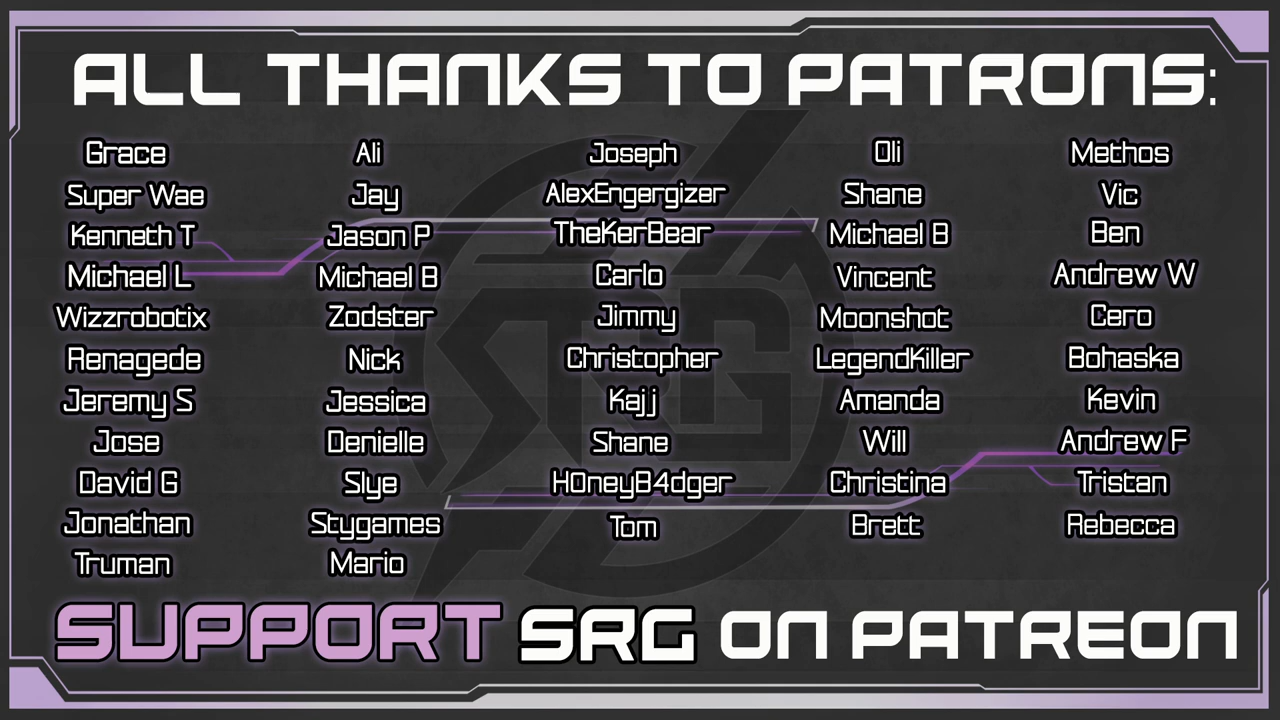 ALL THANKS TO PATRONS:
Grace
Super Wae
Kenneth T
Michael L
Wizzrobotix
Renagede
Jeremy S
Jose
David G
Jonathan
Truman
Ali
Jay
Jason P
Michael B
Zodster
Nick
Jessica
Denielle
Slye
Stygames
Mario
Joseph
AlexEngergizer
TheKerBear
Carlo
Jimmy
Christopher
Kajj
Shane
H0neyB4dger
Tom
Oli
Shane
Michael B
Vincent
Moonshot
LegendKiller
Amanda
Will
Christina
Brett
Methos
Vic
Ben
Andrew W
Cero
Bohaska
Kevin
Andrew F
Tristan
Rebecca
SUPPORT SRG ON PATREON